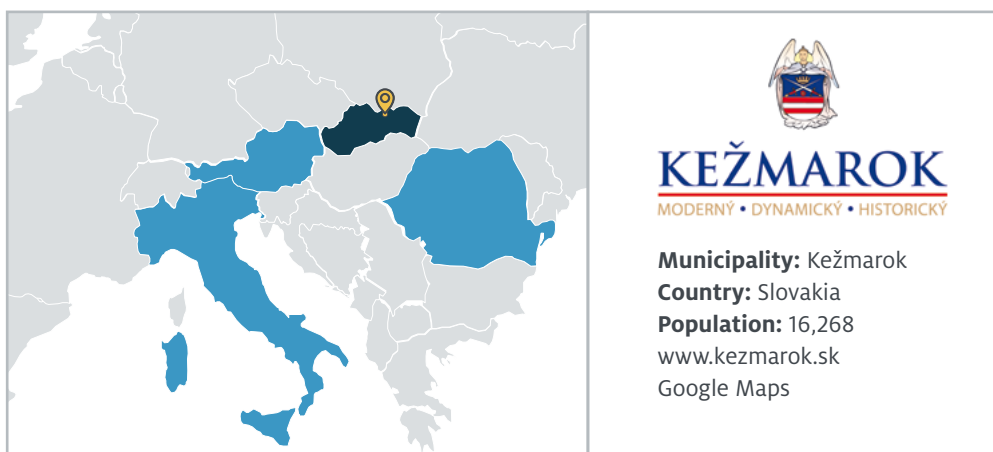 KEŽMAROK
MODERNÝ • DYNAMICKÝ • HISTORICKÝ
Municipality: Kežmarok
Country: Slovakia
Population: 16,268
www.kezmarok.sk
Google Maps